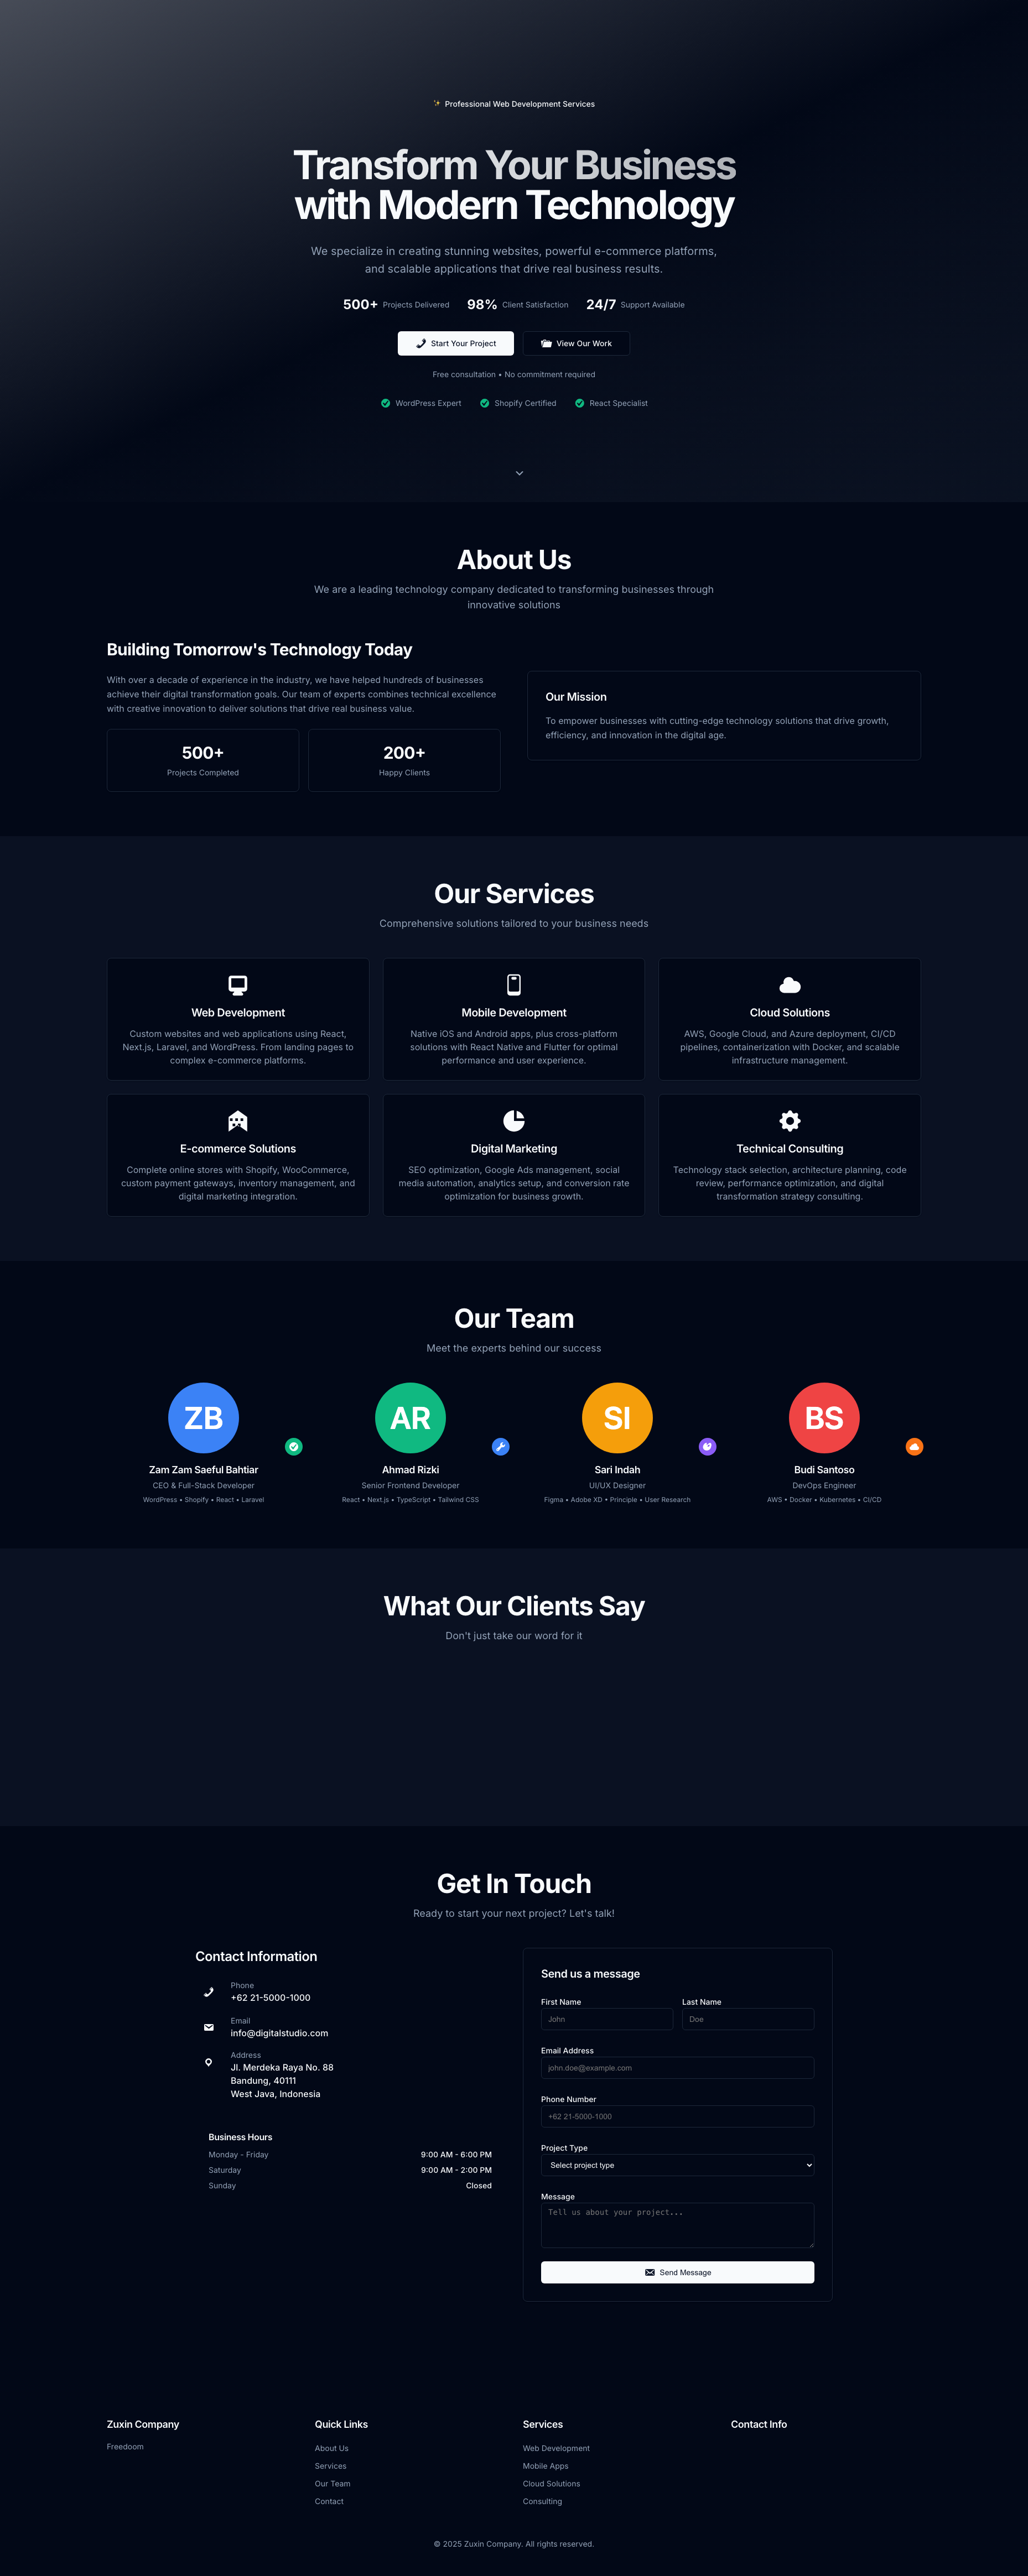 ✨ Professional Web Development Services
Transform Your Business
with Modern Technology
We specialize in creating stunning websites, powerful e-commerce platforms,
and scalable applications that drive real business results.
500+ Projects Delivered 98% Client Satisfaction 24/7 Support Available
Start Your Project View Our Work
Free consultation • No commitment required
WordPress Expert Shopify Certified React Specialist
About Us
We are a leading technology company dedicated to transforming businesses through
innovative solutions
Building Tomorrow's Technology Today
With over a decade of experience in the industry, we have helped hundreds of businesses
achieve their digital transformation goals. Our team of experts combines technical excellence
with creative innovation to deliver solutions that drive real business value.
500+
Projects Completed
200+
Happy Clients
Our Mission
To empower businesses with cutting-edge technology solutions that drive growth,
efficiency, and innovation in the digital age.
Our Services
Comprehensive solutions tailored to your business needs
Web Development
Custom websites and web applications using React,
Next.js, Laravel, and WordPress. From landing pages to
complex e-commerce platforms.
Mobile Development
Native iOS and Android apps, plus cross-platform
solutions with React Native and Flutter for optimal
performance and user experience.
Cloud Solutions
AWS, Google Cloud, and Azure deployment, CI/CD
pipelines, containerization with Docker, and scalable
infrastructure management.
E-commerce Solutions
Complete online stores with Shopify, WooCommerce,
custom payment gateways, inventory management, and
digital marketing integration.
Digital Marketing
SEO optimization, Google Ads management, social
media automation, analytics setup, and conversion rate
optimization for business growth.
Technical Consulting
Technology stack selection, architecture planning, code
review, performance optimization, and digital
transformation strategy consulting.
Our Team
Meet the experts behind our success
ZB
Zam Zam Saeful Bahtiar
CEO & Full-Stack Developer
WordPress • Shopify • React • Laravel
AR
Ahmad Rizki
Senior Frontend Developer
React • Next.js • TypeScript • Tailwind CSS
SI
Sari Indah
UI/UX Designer
Figma • Adobe XD • Principle • User Research
BS
Budi Santoso
DevOps Engineer
AWS • Docker • Kubernetes • CI/CD
What Our Clients Say
Don't just take our word for it
Get In Touch
Ready to start your next project? Let's talk!
Contact Information
Phone
+62 21-5000-1000
Email
info@digitalstudio.com
Address
Jl. Merdeka Raya No. 88
Bandung, 40111
West Java, Indonesia
Business Hours
Monday - Friday 9:00 AM - 6:00 PM
Saturday 9:00 AM - 2:00 PM
Sunday Closed
Send us a message
First Name Last Name
John Doe
Email Address
john.doe@example.com
Phone Number
+62 21-5000-1000
Project Type
Select project type
Message
Tell us about your project...
Send Message
Zuxin Company
Freedoom
Quick Links
About Us
Services
Our Team
Contact
Services
Web Development
Mobile Apps
Cloud Solutions
Consulting
Contact Info
© 2025 Zuxin Company. All rights reserved.